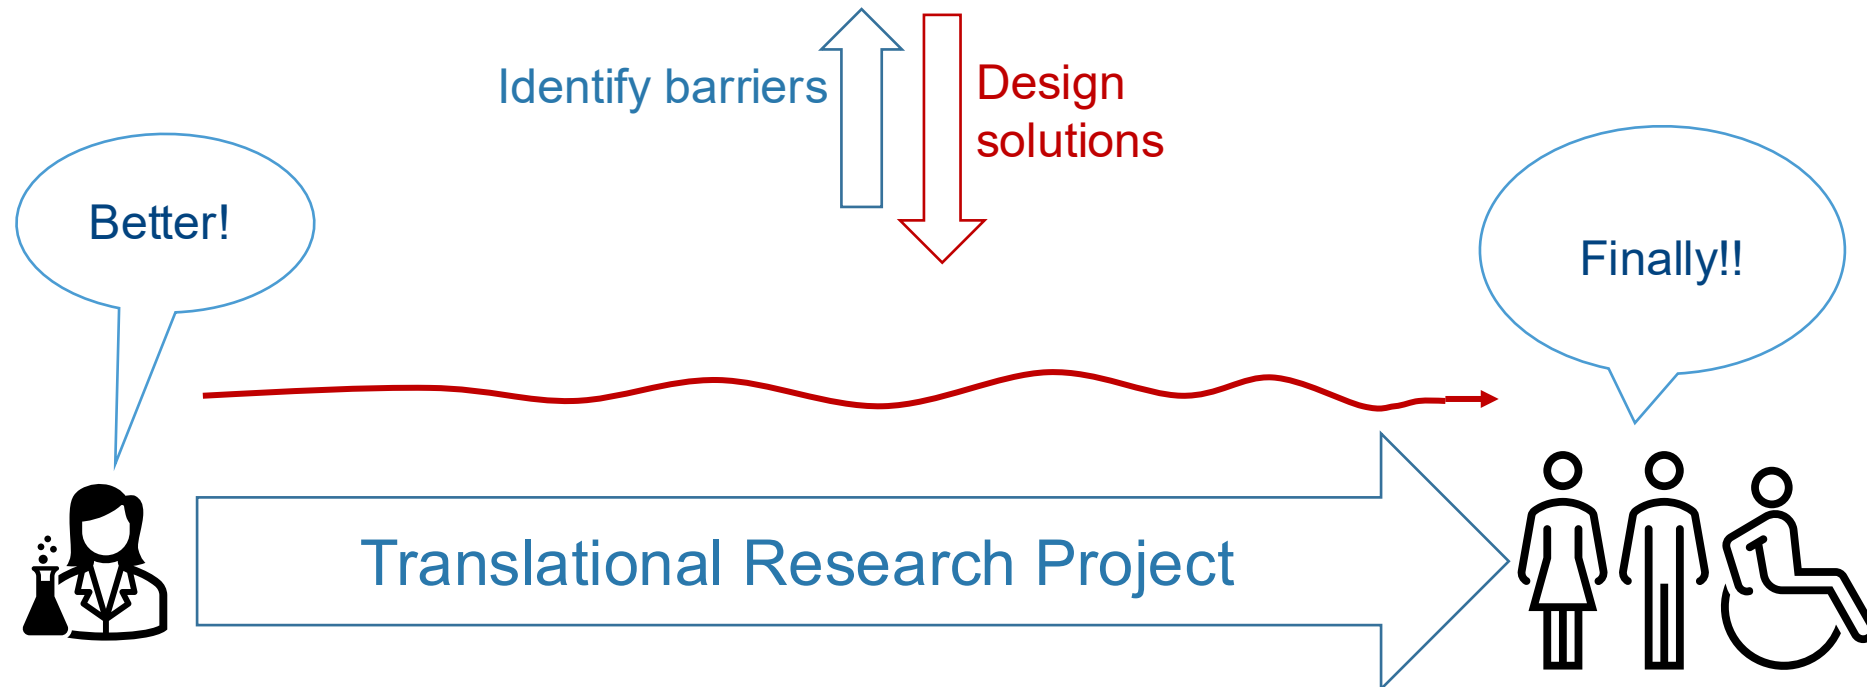 Identify barriers
Design
solutions
Better!
Finally!!
Translational Research Project